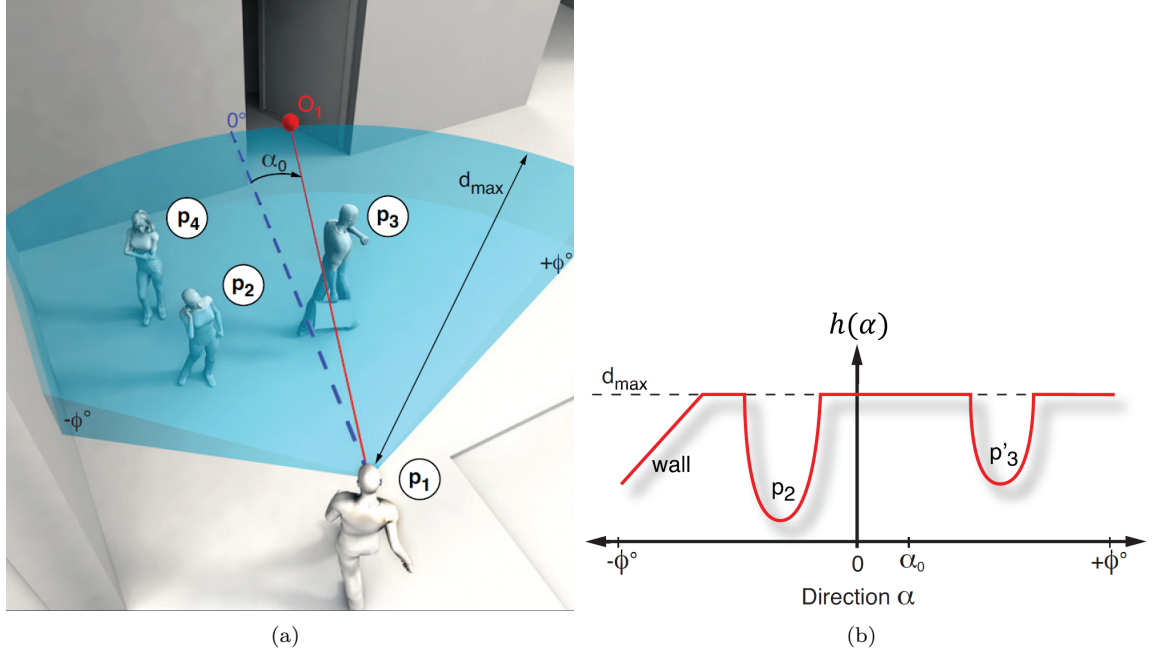 0°
O₁
α₀
dmax
p₄
p₃
+ϕ°
p₂
-ϕ°
p₁
(a)
h(α)
dmax
wall
p₂
p'₃
-ϕ°
0
α₀
+ϕ°
Direction α
(b)